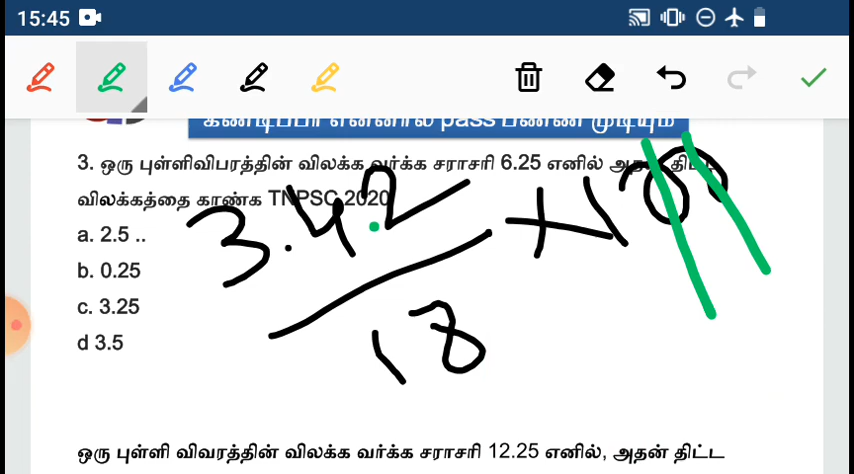 15:45
கண்டிப்பா என்னால் pass பண்ண முடியும்
3. ஒரு புள்ளிவிபரத்தின் விலக்க வர்க்க சராசரி 6.25 எனில் அதன் திட்ட
விலக்கத்தை காண்க TNPSC 2020
a. 2.5 ..
b. 0.25
c. 3.25
d 3.5
3.4.2
18
ஒரு புள்ளி விவரத்தின் விலக்க வர்க்க சராசரி 12.25 எனில், அதன் திட்ட